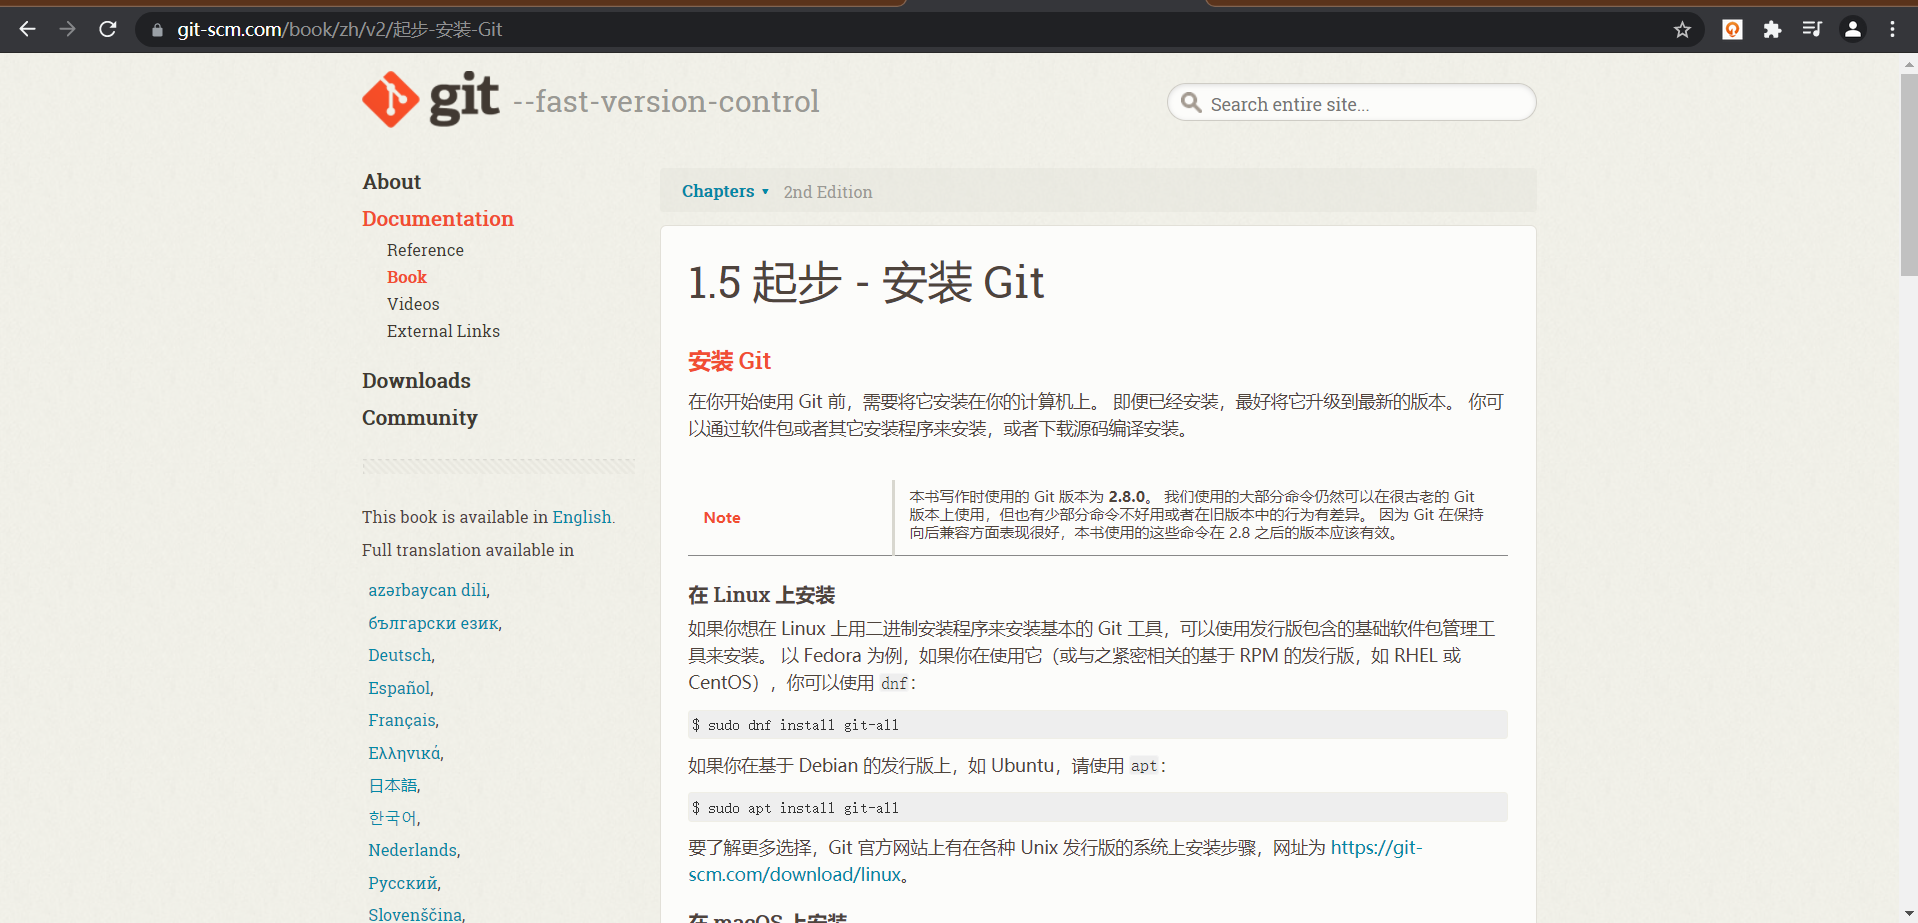 git-scm.com/book/zh/v2/起步-安装-Git
git --fast-version-control
Search entire site...
About
Documentation
Reference
Book
Videos
External Links
Downloads
Community
This book is available in English.
Full translation available in
azərbaycan dili,
български език,
Deutsch,
Español,
Français,
Ελληνικά,
日本語,
한국어,
Nederlands,
Русский,
Slovenščina,
Chapters ▾ 2nd Edition
1.5 起步 - 安装 Git
安装 Git
在你开始使用 Git 前，需要将它安装在你的计算机上。 即便已经安装，最好将它升级到最新的版本。 你可
以通过软件包或者其它安装程序来安装，或者下载源码编译安装。
Note
本书写作时使用的 Git 版本为 2.8.0。 我们使用的大部分命令仍然可以在很古老的 Git
版本上使用，但也有少部分命令不好用或者在旧版本中的行为有差异。 因为 Git 在保持
向后兼容方面表现很好，本书使用的这些命令在 2.8 之后的版本应该有效。
在 Linux 上安装
如果你想在 Linux 上用二进制安装程序来安装基本的 Git 工具，可以使用发行版包含的基础软件包管理工
具来安装。 以 Fedora 为例，如果你在使用它（或与之紧密相关的基于 RPM 的发行版，如 RHEL 或
CentOS），你可以使用 dnf：
$ sudo dnf install git-all
如果你在基于 Debian 的发行版上，如 Ubuntu，请使用 apt：
$ sudo apt install git-all
要了解更多选择，Git 官方网站上有在各种 Unix 发行版的系统上安装步骤，网址为 https://git-
scm.com/download/linux。
在 macOS 上安装